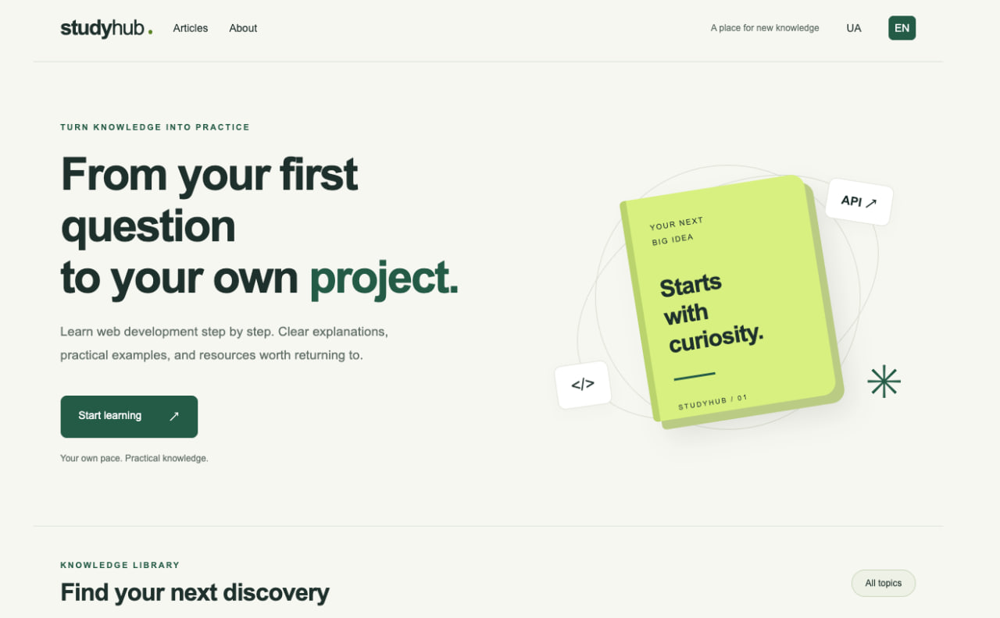 studyhub.
Articles
About
A place for new knowledge
UA
EN
TURN KNOWLEDGE INTO PRACTICE
From your first
question
to your own project.
Learn web development step by step. Clear explanations,
practical examples, and resources worth returning to.
Start learning ↗
Your own pace. Practical knowledge.
YOUR NEXT
BIG IDEA
Starts
with
curiosity.
STUDYHUB / 01
API ↗
</>
KNOWLEDGE LIBRARY
Find your next discovery
All topics